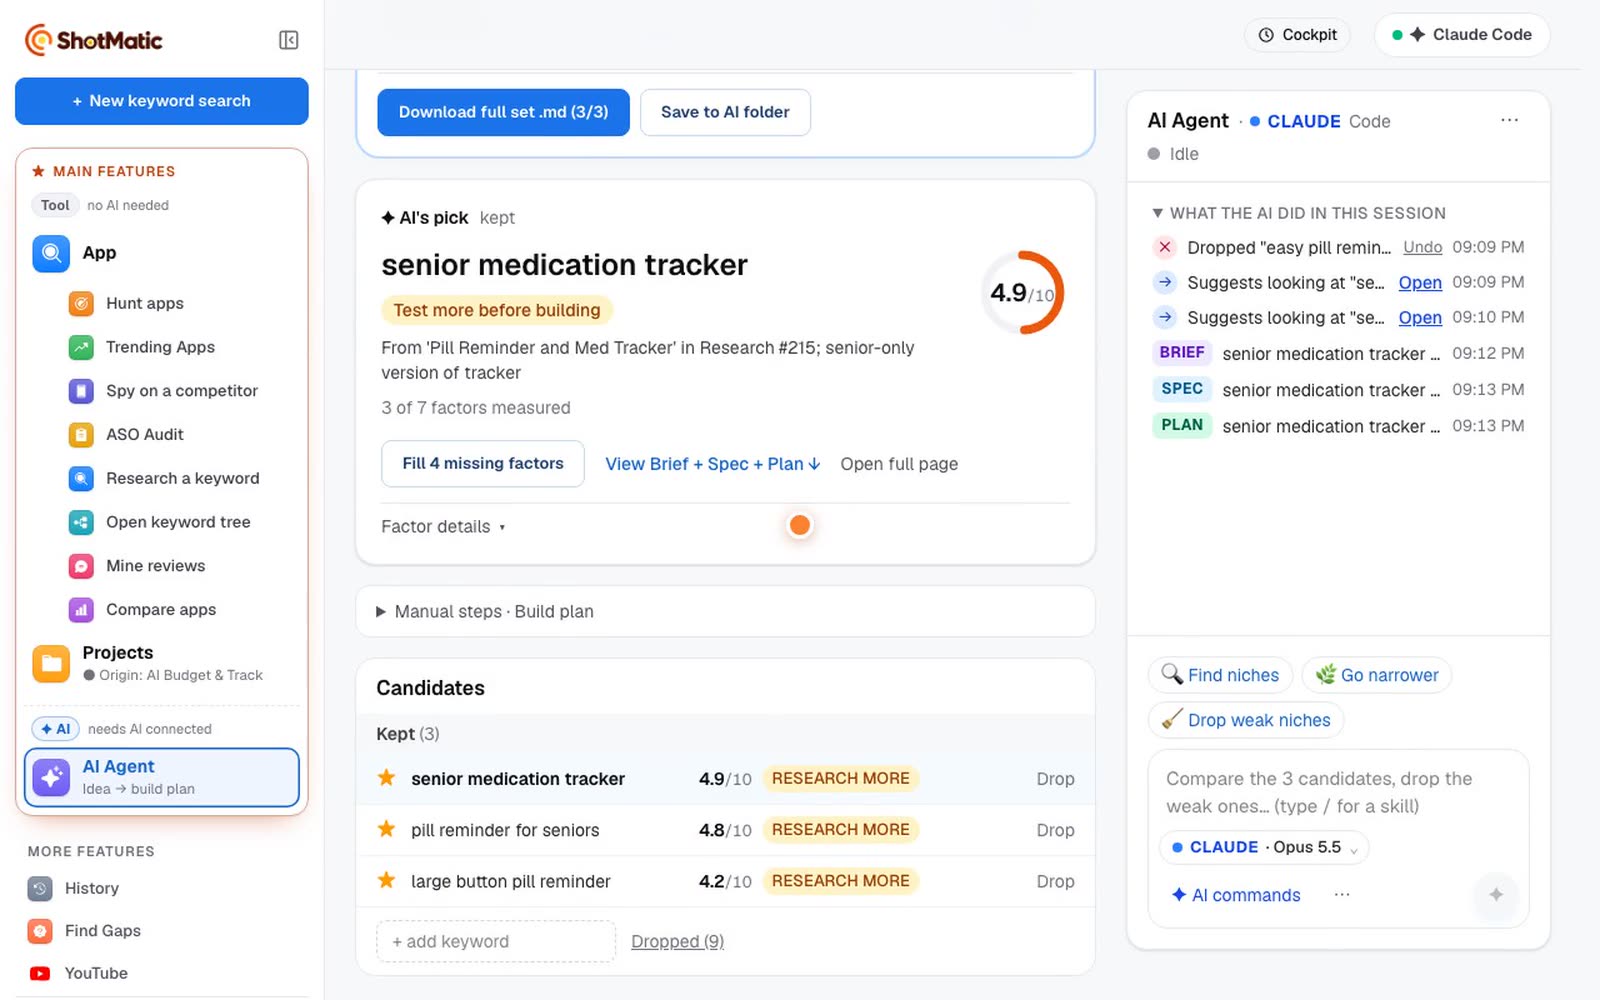 ShotMatic
+ New keyword search
MAIN FEATURES
Tool no AI needed
App
Hunt apps
Trending Apps
Spy on a competitor
ASO Audit
Research a keyword
Open keyword tree
Mine reviews
Compare apps
Projects
Origin: AI Budget & Track
AI needs AI connected
AI Agent
Idea → build plan
MORE FEATURES
History
Find Gaps
YouTube
Cockpit
Claude Code
Download full set .md (3/3)
Save to AI folder
AI's pick kept
senior medication tracker
Test more before building
4.9/10
From 'Pill Reminder and Med Tracker' in Research #215; senior-only
version of tracker
3 of 7 factors measured
Fill 4 missing factors
View Brief + Spec + Plan ↓
Open full page
Factor details
Manual steps · Build plan
Candidates
Kept (3)
senior medication tracker 4.9/10 RESEARCH MORE Drop
pill reminder for seniors 4.8/10 RESEARCH MORE Drop
large button pill reminder 4.2/10 RESEARCH MORE Drop
+ add keyword
Dropped (9)
AI Agent · CLAUDE Code
Idle
WHAT THE AI DID IN THIS SESSION
Dropped "easy pill remin... Undo 09:09 PM
Suggests looking at "se... Open 09:09 PM
Suggests looking at "se... Open 09:10 PM
BRIEF senior medication tracker ... 09:12 PM
SPEC senior medication tracker ... 09:13 PM
PLAN senior medication tracker ... 09:13 PM
Find niches
Go narrower
Drop weak niches
Compare the 3 candidates, drop the
weak ones... (type / for a skill)
CLAUDE · Opus 5.5
AI commands